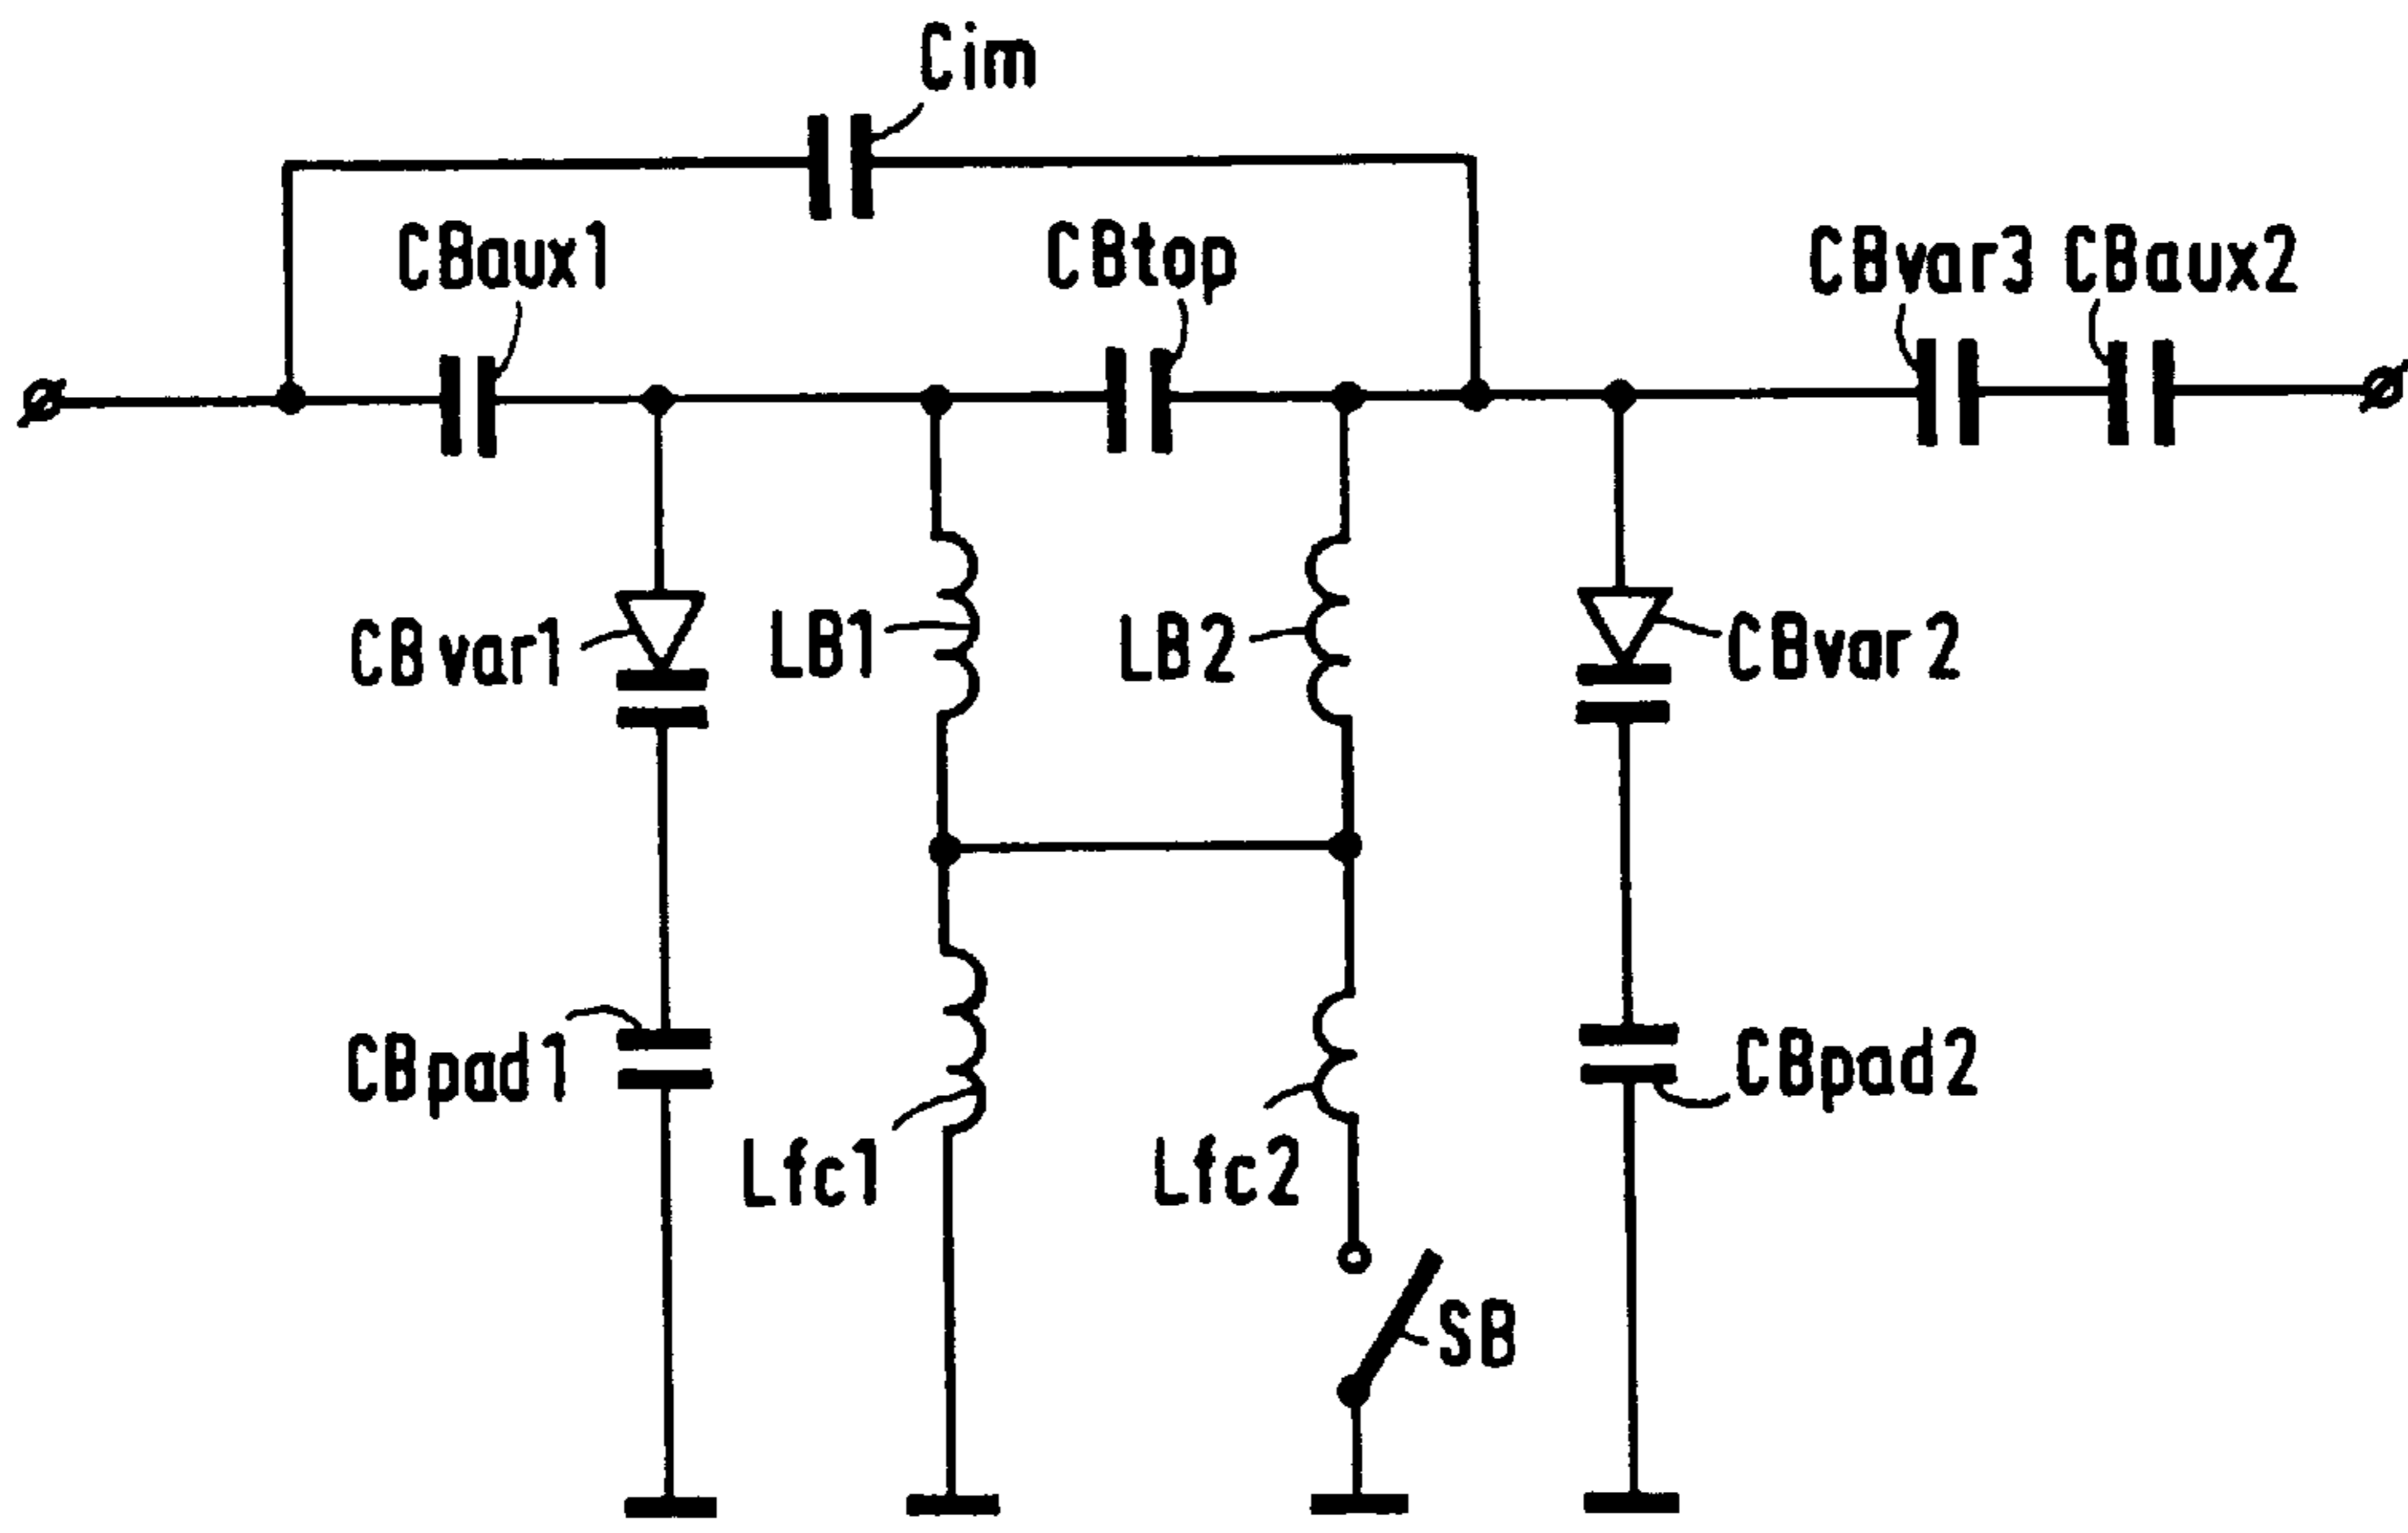 Cim
CBaux1
CBtop
CBvar3
CBaux2
CBvar1
LB1
LB2
CBvar2
CBpad1
CBpad2
Lfc1
Lfc2
SB